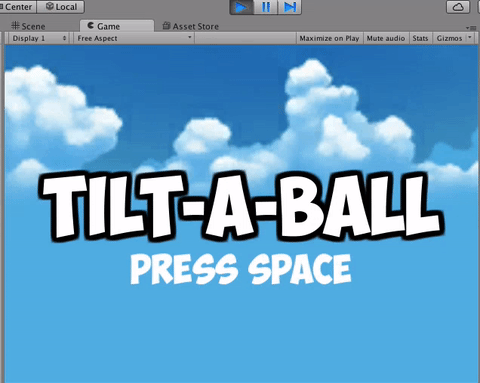 Center Local
Scene Game Asset Store
Display 1 Free Aspect Maximize on Play Mute audio Stats Gizmos
TILT-A-BALL
PRESS SPACE